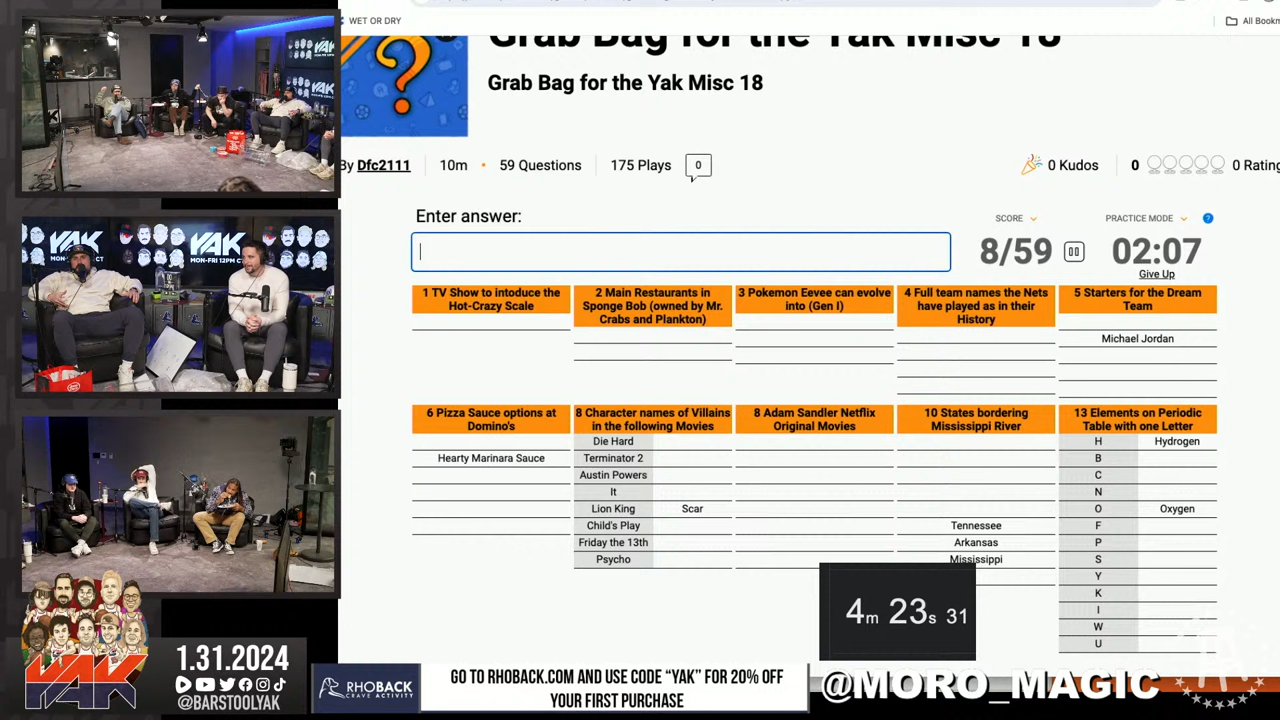 WET OR DRY
All Bookm
Grab Bag for the Yak Misc 18
Grab Bag for the Yak Misc 18
By Dfc2111
10m • 59 Questions
175 Plays
0
0 Kudos
0
0 Rating
Enter answer:
SCORE
PRACTICE MODE
?
8/59
02:07
Give Up
1 TV Show to intoduce the
Hot-Crazy Scale
2 Main Restaurants in
Sponge Bob (owned by Mr.
Crabs and Plankton)
3 Pokemon Eevee can evolve
into (Gen I)
4 Full team names the Nets
have played as in their
History
5 Starters for the Dream
Team
Michael Jordan
6 Pizza Sauce options at
Domino's
Hearty Marinara Sauce
8 Character names of Villains
in the following Movies
Die Hard
Terminator 2
Austin Powers
It
Lion King Scar
Child's Play
Friday the 13th
Psycho
8 Adam Sandler Netflix
Original Movies
10 States bordering
Mississippi River
Tennessee
Arkansas
Mississippi
13 Elements on Periodic
Table with one Letter
H Hydrogen
B
C
N
O Oxygen
F
P
S
Y
K
I
W
U
4m 23s 31
YAK
YAK
MON-FRI 12PM CT
YAK
YAK
1.31.2024
@BARSTOOLYAK
RHOBACK
CRAVE ACTIVITY
GO TO RHOBACK.COM AND USE CODE “YAK” FOR 20% OFF
YOUR FIRST PURCHASE
@MORO_MAGIC